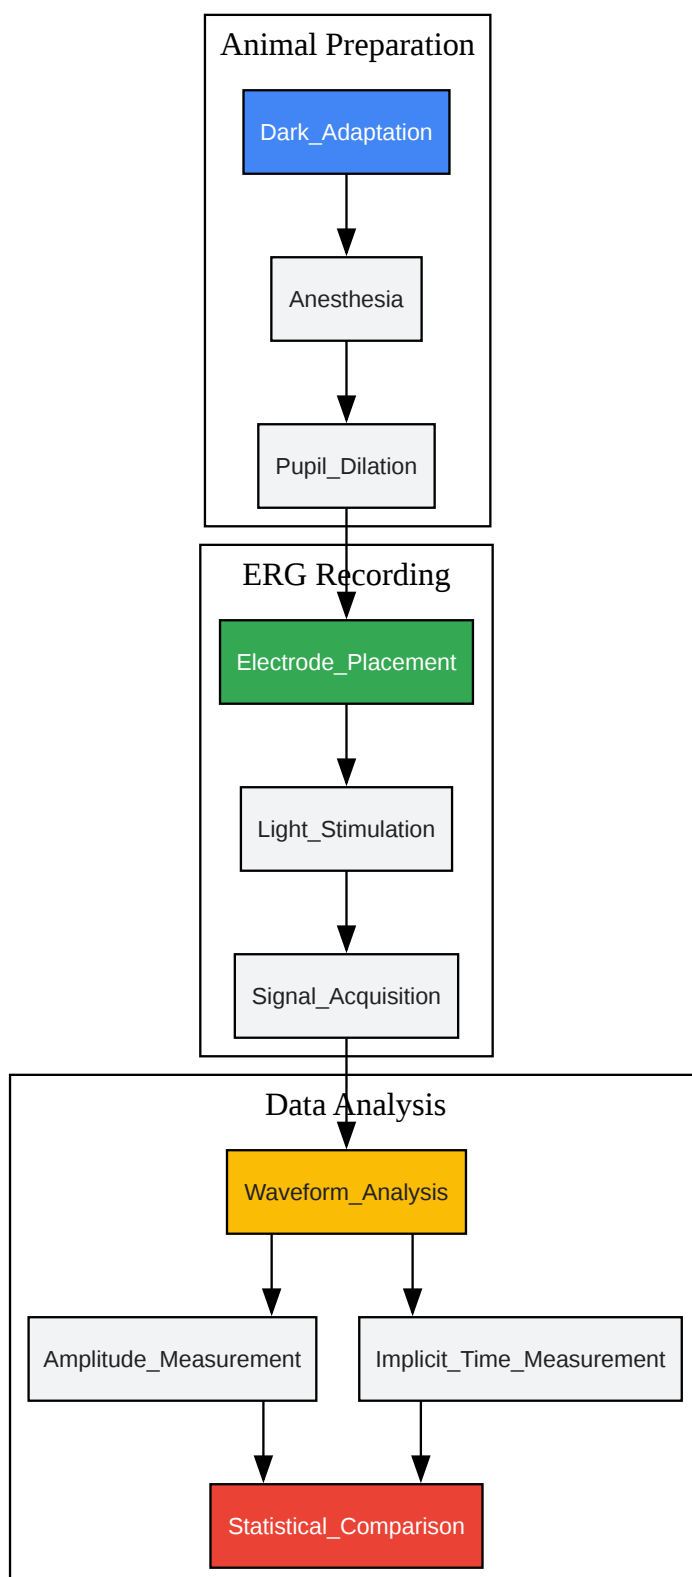 Animal Preparation
Dark_Adaptation
Anesthesia
Pupil_Dilation
ERG Recording
Electrode_Placement
Light_Stimulation
Signal_Acquisition
Data Analysis
Waveform_Analysis
Amplitude_Measurement
Implicit_Time_Measurement
Statistical_Comparison